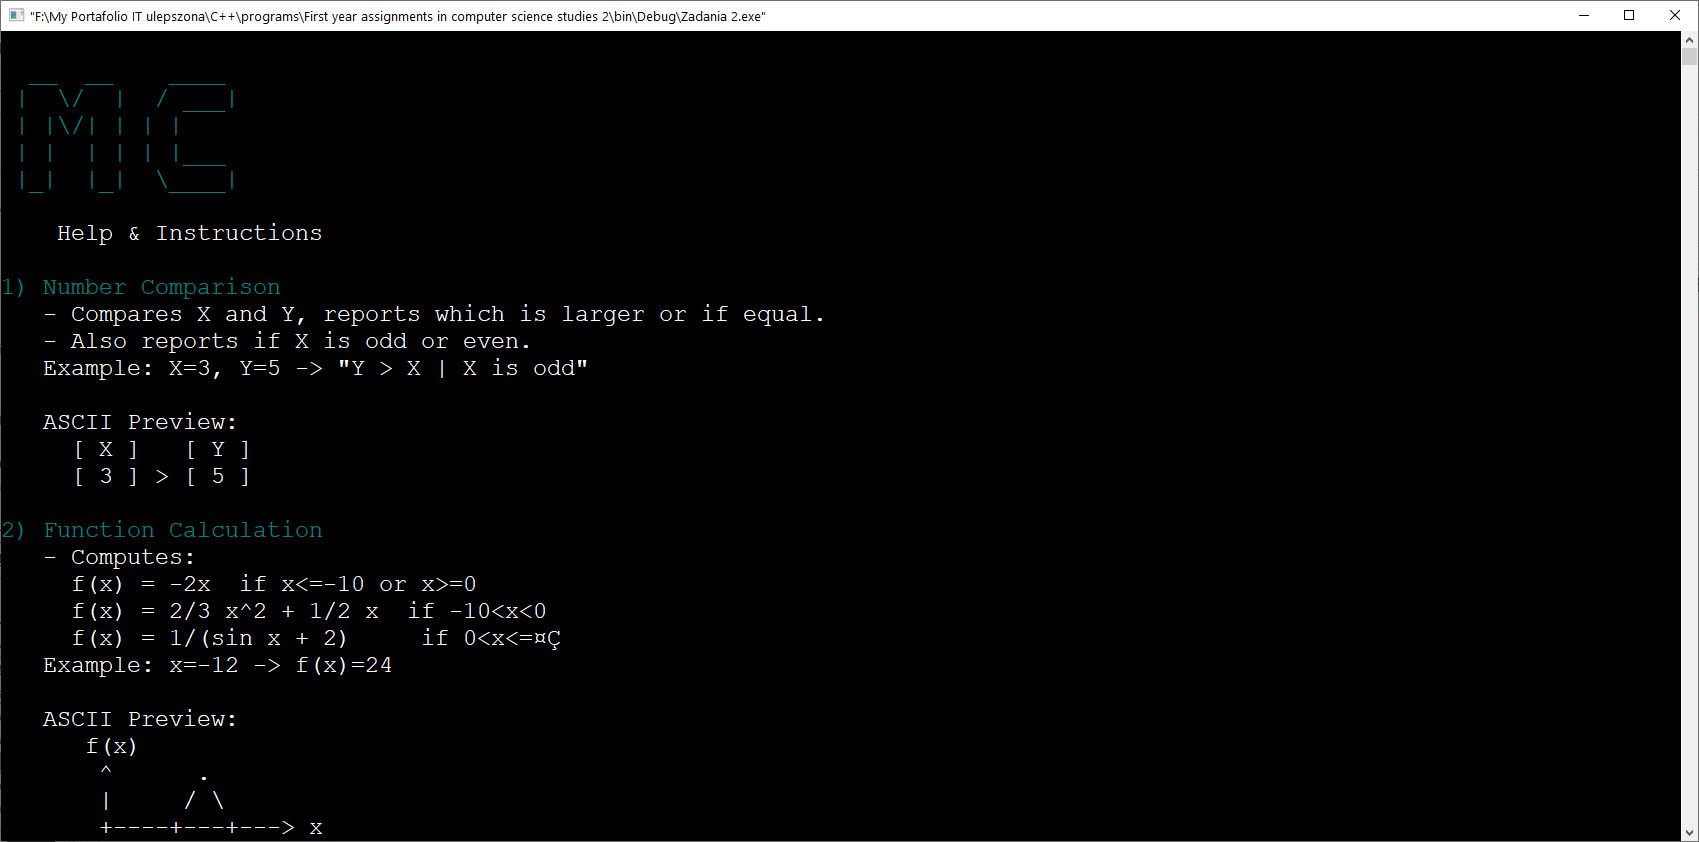 "F:\My Portafolio IT ulepszona\C++\programs\First year assignments in computer science studies 2\bin\Debug\Zadania 2.exe"
  __  __    _____
 |  \/  |  / ____|
 | |\/| | | |
 | |  | | | |____
 |_|  |_|  \_____|
    Help & Instructions
1) Number Comparison
   - Compares X and Y, reports which is larger or if equal.
   - Also reports if X is odd or even.
   Example: X=3, Y=5 -> "Y > X | X is odd"
   ASCII Preview:
     [ X ]   [ Y ]
     [ 3 ] > [ 5 ]
2) Function Calculation
   - Computes:
     f(x) = -2x  if x<=-10 or x>=0
     f(x) = 2/3 x^2 + 1/2 x  if -10<x<0
     f(x) = 1/(sin x + 2)     if 0<x<=¤Ç
   Example: x=-12 -> f(x)=24
   ASCII Preview:
      f(x)
       ^      .
       |     / \
       +----+---+---> x